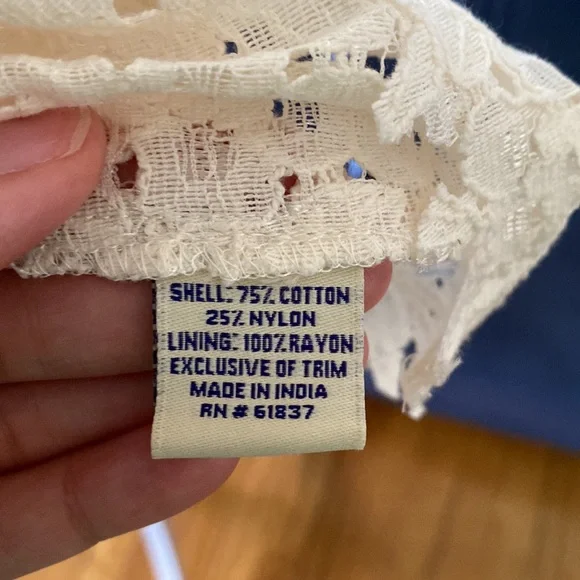 SHELL: 75% COTTON
25% NYLON
LINING: 100% RAYON
EXCLUSIVE OF TRIM
MADE IN INDIA
RN # 61837